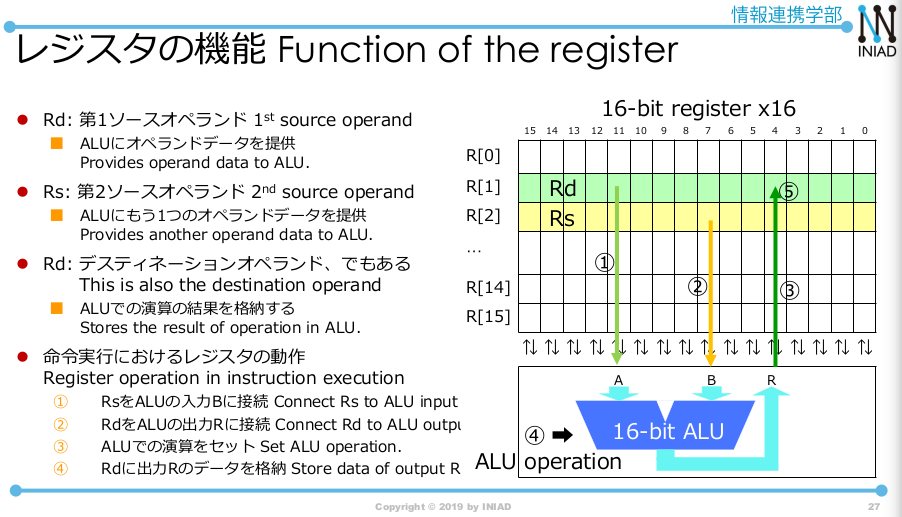 情報連携学部
INIAD
レジスタの機能 Function of the register
● Rd: 第1ソースオペランド 1st source operand
■ ALUにオペランドデータを提供
Provides operand data to ALU.
● Rs: 第2ソースオペランド 2nd source operand
■ ALUにもう1つのオペランドデータを提供
Provides another operand data to ALU.
● Rd: デスティネーションオペランド、でもある
This is also the destination operand
■ ALUでの演算の結果を格納する
Stores the result of operation in ALU.
● 命令実行におけるレジスタの動作
Register operation in instruction execution
① RsをALUの入力Bに接続 Connect Rs to ALU input
② RdをALUの出力Rに接続 Connect Rd to ALU outpu
③ ALUでの演算をセット Set ALU operation.
④ Rdに出力Rのデータを格納 Store data of output R
16-bit register x16
15 14 13 12 11 10 9 8 7 6 5 4 3 2 1 0
R[0]
R[1] Rd ⑤
R[2] Rs
...
①
R[14] ② ③
R[15]
A B R
16-bit ALU
④
ALU operation
Copyright © 2019 by INIAD
27